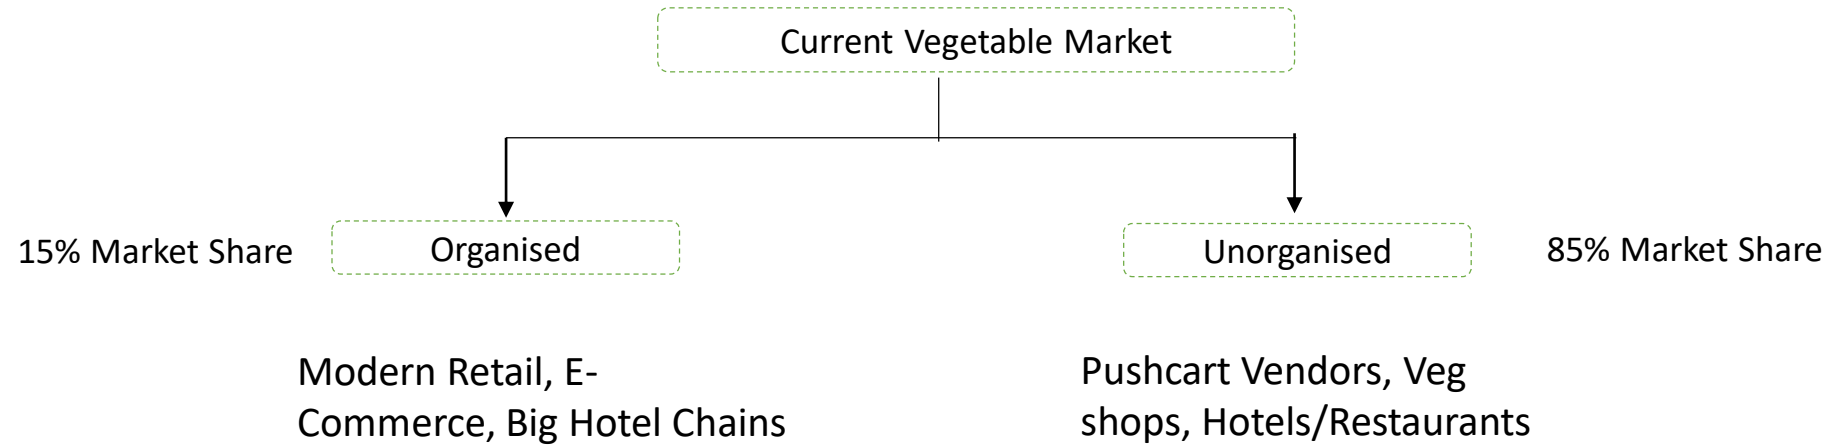 Current Vegetable Market
15% Market Share
Organised
Unorganised
85% Market Share
Modern Retail, E-
Commerce, Big Hotel Chains
Pushcart Vendors, Veg
shops, Hotels/Restaurants